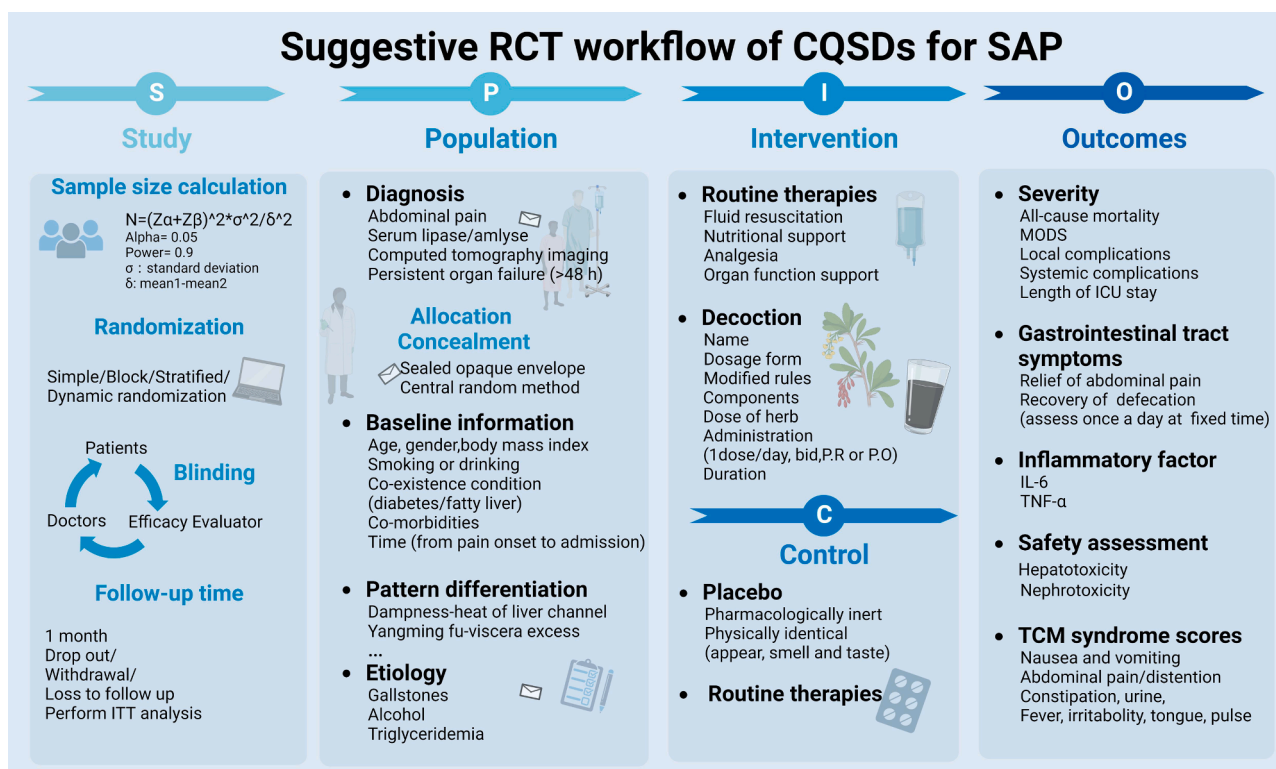 Suggestive RCT workflow of CQSDs for SAP
S
Study
Sample size calculation
N=(Zα+Zβ)^2*σ^2/δ^2
Alpha= 0.05
Power= 0.9
σ : standard deviation
δ: mean1-mean2
Randomization
Simple/Block/Stratified/
Dynamic randomization
Patients
Blinding
Doctors
Efficacy Evaluator
Follow-up time
1 month
Drop out/
Withdrawal/
Loss to follow up
Perform ITT analysis
P
Population
• Diagnosis
Abdominal pain
Serum lipase/amlyse
Computed tomography imaging
Persistent organ failure (>48 h)
Allocation
Concealment
Sealed opaque envelope
Central random method
• Baseline information
Age, gender,body mass index
Smoking or drinking
Co-existence condition
(diabetes/fatty liver)
Co-morbidities
Time (from pain onset to admission)
• Pattern differentiation
Dampness-heat of liver channel
Yangming fu-viscera excess
...
• Etiology
Gallstones
Alcohol
Triglyceridemia
I
Intervention
• Routine therapies
Fluid resuscitation
Nutritional support
Analgesia
Organ function support
• Decoction
Name
Dosage form
Modified rules
Components
Dose of herb
Administration
(1dose/day, bid,P.R or P.O)
Duration
C
Control
• Placebo
Pharmacologically inert
Physically identical
(appear, smell and taste)
• Routine therapies
O
Outcomes
• Severity
All-cause mortality
MODS
Local complications
Systemic complications
Length of ICU stay
• Gastrointestinal tract
symptoms
Relief of abdominal pain
Recovery of defecation
(assess once a day at fixed time)
• Inflammatory factor
IL-6
TNF-α
• Safety assessment
Hepatotoxicity
Nephrotoxicity
• TCM syndrome scores
Nausea and vomiting
Abdominal pain/distention
Constipation, urine,
Fever, irritabolity, tongue, pulse